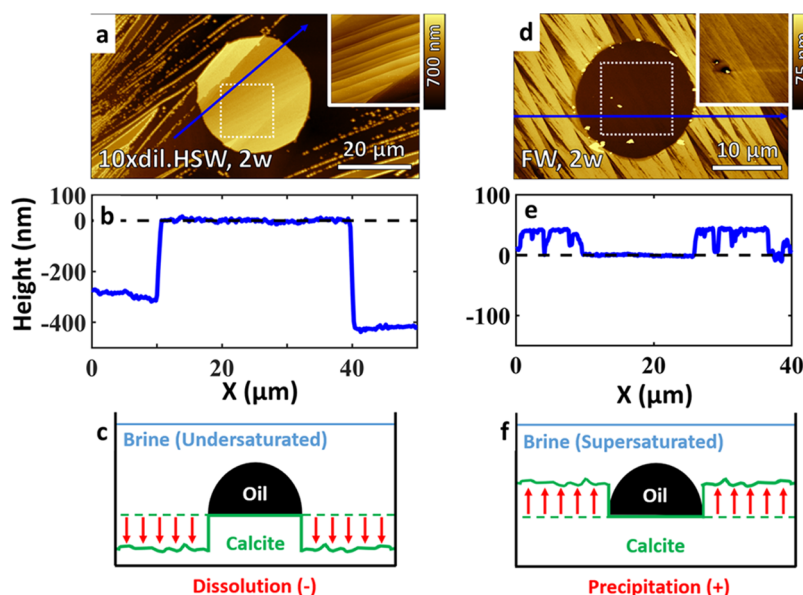 a
10xdil.HSW, 2w
20 µm
700 nm
d
FW, 2w
10 µm
75 nm
b
100
0
-200
-400
Height (nm)
0
20
40
X (µm)
e
100
0
-100
0
20
40
X (µm)
c
Brine (Undersaturated)
Oil
Calcite
Dissolution (-)
f
Brine (Supersaturated)
Oil
Calcite
Precipitation (+)